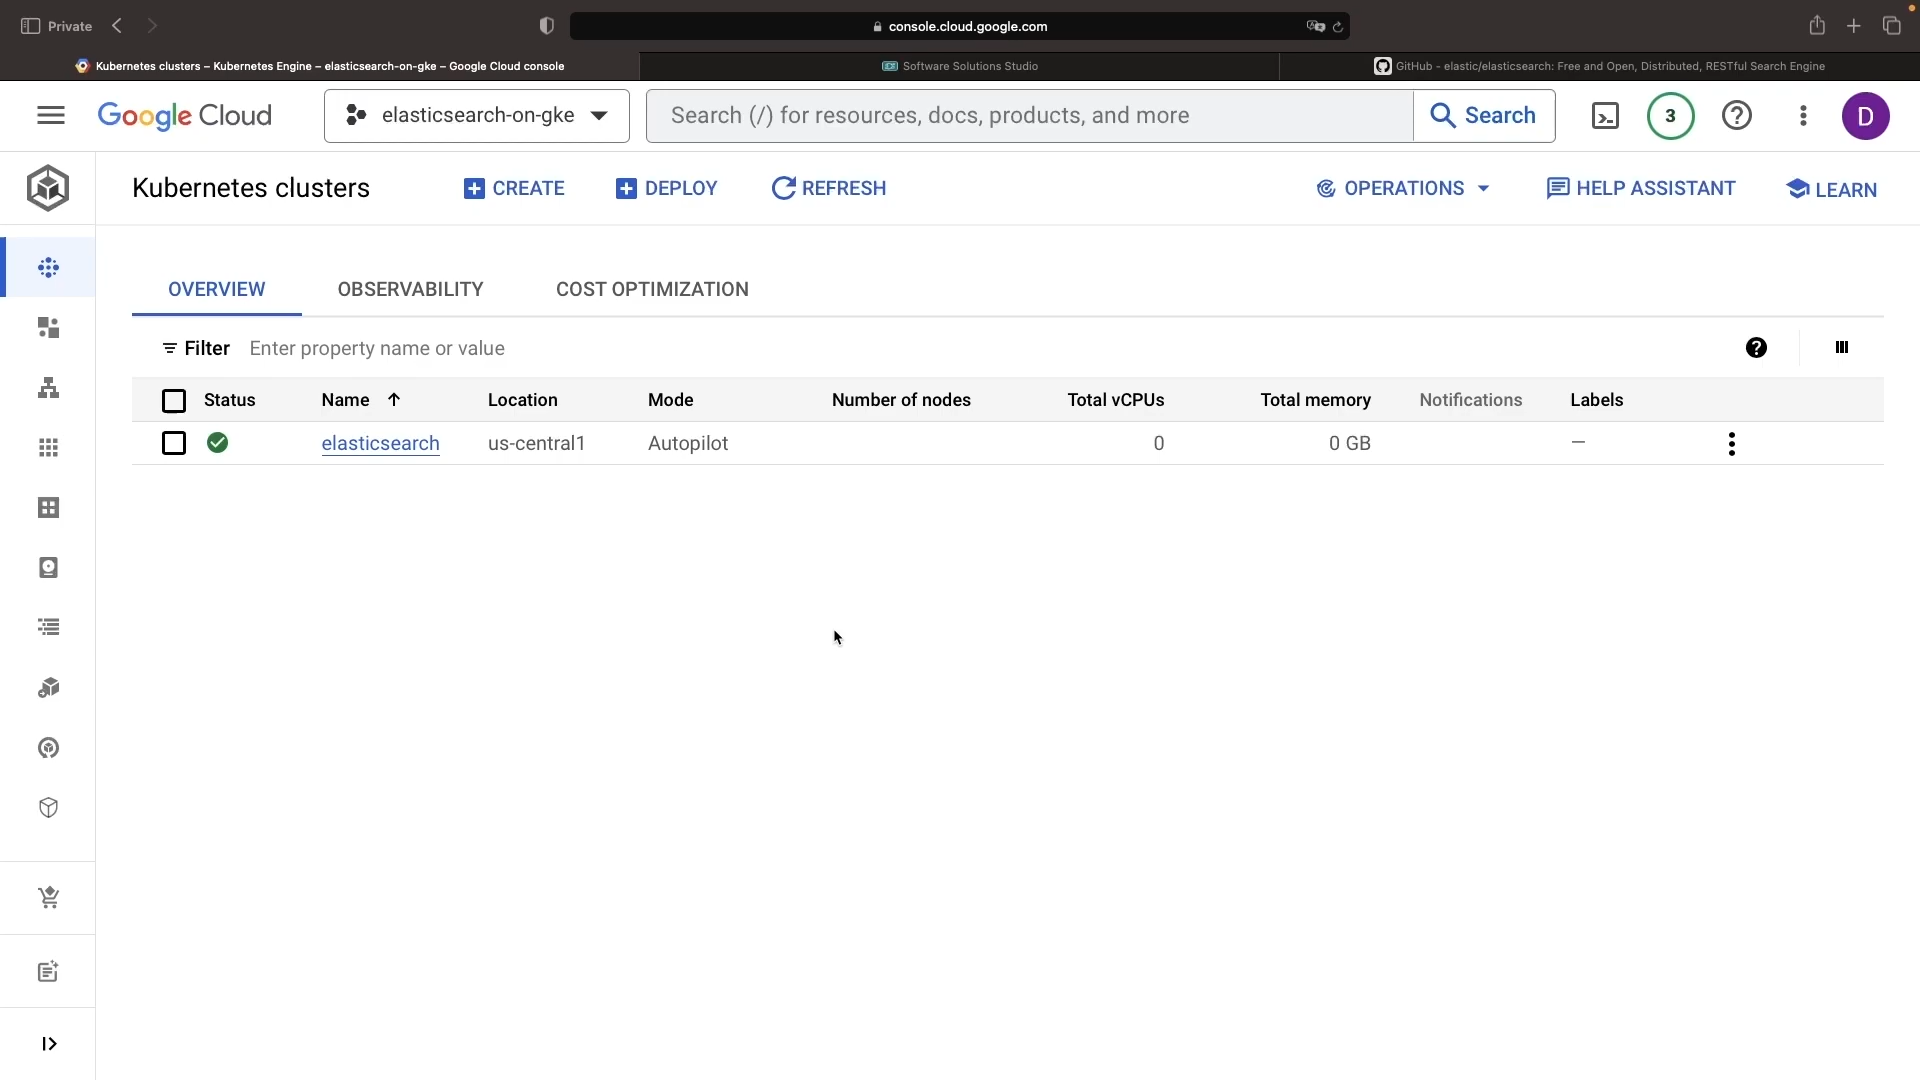 Private
console.cloud.google.com
Kubernetes clusters – Kubernetes Engine – elasticsearch-on-gke – Google Cloud console
Software Solutions Studio
GitHub - elastic/elasticsearch: Free and Open, Distributed, RESTful Search Engine
Google Cloud
elasticsearch-on-gke
Search (/) for resources, docs, products, and more
Search
3
D
Kubernetes clusters
CREATE
DEPLOY
REFRESH
OPERATIONS
HELP ASSISTANT
LEARN
OVERVIEW
OBSERVABILITY
COST OPTIMIZATION
Filter Enter property name or value
Status Name Location Mode Number of nodes Total vCPUs Total memory Notifications Labels
elasticsearch us-central1 Autopilot 0 0 GB —